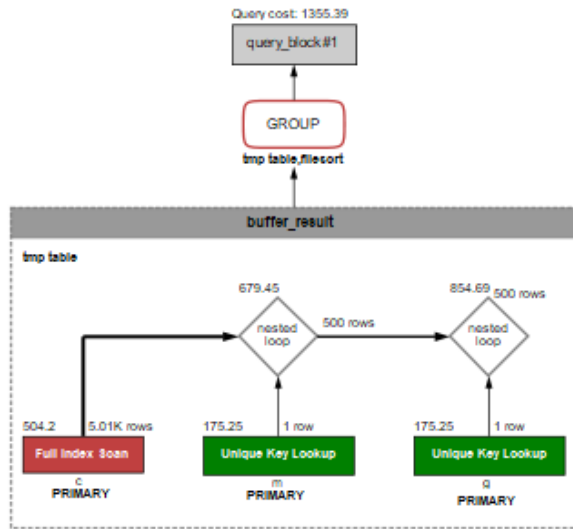 Query cost: 1355.39
query_block #1
GROUP
tmp table, filesort
buffer_result
tmp table
679.45
854.69
500 rows
nested
loop
500 rows
nested
loop
504.2
5.01K rows
175.25
1 row
175.25
1 row
Full Index Scan
Unique Key Lookup
Unique Key Lookup
c
m
g
PRIMARY
PRIMARY
PRIMARY